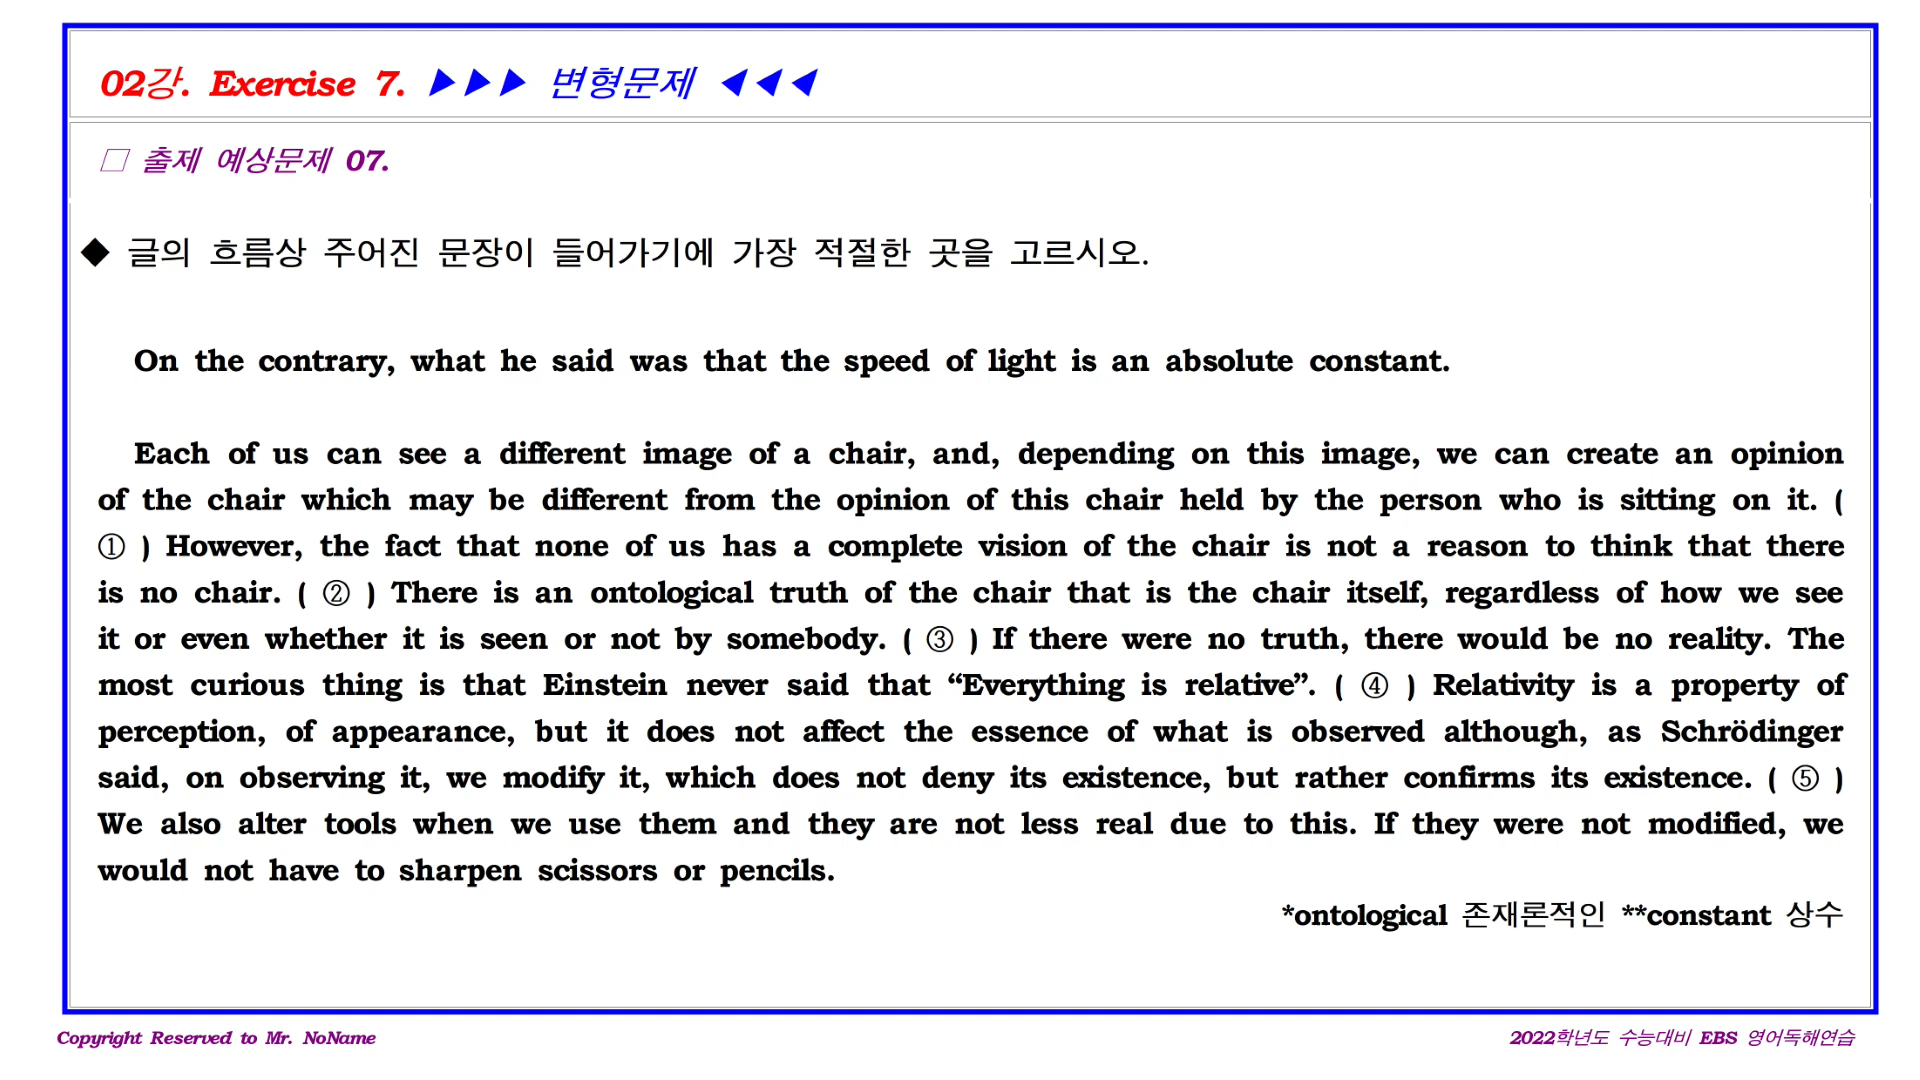 02강. Exercise 7. ▶▶▶ 변형문제 ◀◀◀
□ 출제 예상문제 07.
◆ 글의 흐름상 주어진 문장이 들어가기에 가장 적절한 곳을 고르시오.
On the contrary, what he said was that the speed of light is an absolute constant.
Each of us can see a different image of a chair, and, depending on this image, we can create an opinion
of the chair which may be different from the opinion of this chair held by the person who is sitting on it. (
① ) However, the fact that none of us has a complete vision of the chair is not a reason to think that there
is no chair. ( ② ) There is an ontological truth of the chair that is the chair itself, regardless of how we see
it or even whether it is seen or not by somebody. ( ③ ) If there were no truth, there would be no reality. The
most curious thing is that Einstein never said that “Everything is relative”. ( ④ ) Relativity is a property of
perception, of appearance, but it does not affect the essence of what is observed although, as Schrödinger
said, on observing it, we modify it, which does not deny its existence, but rather confirms its existence. ( ⑤ )
We also alter tools when we use them and they are not less real due to this. If they were not modified, we
would not have to sharpen scissors or pencils.
*ontological 존재론적인 **constant 상수
Copyright Reserved to Mr. NoName
2022학년도 수능대비 EBS 영어독해연습